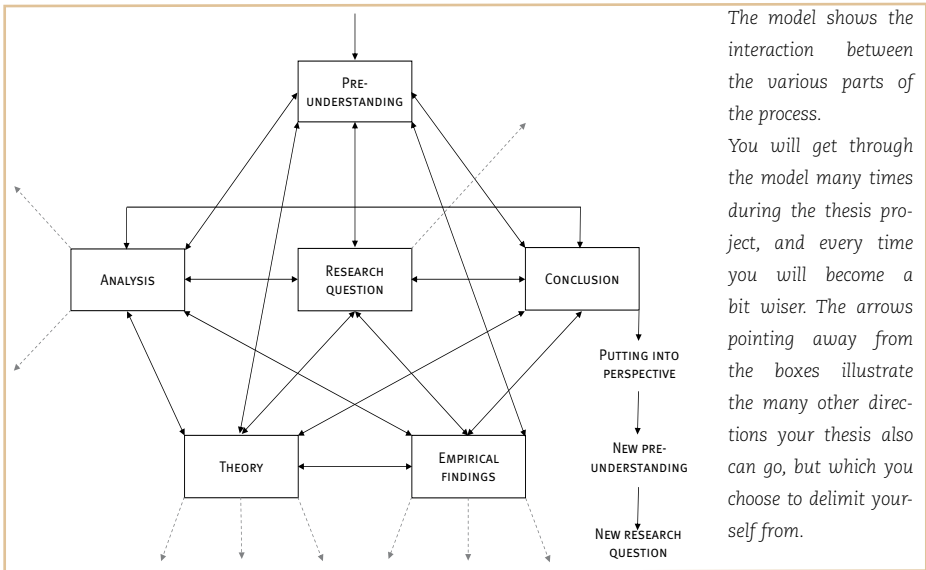 PRE-
UNDERSTANDING
ANALYSIS
RESEARCH
QUESTION
CONCLUSION
PUTTING INTO
PERSPECTIVE
THEORY
EMPIRICAL
FINDINGS
NEW PRE-
UNDERSTANDING
NEW RESEARCH
QUESTION
The model shows the
interaction between
the various parts of
the process.
You will get through
the model many times
during the thesis pro-
ject, and every time
you will become a
bit wiser. The arrows
pointing away from
the boxes illustrate
the many other direc-
tions your thesis also
can go, but which you
choose to delimit your-
self from.